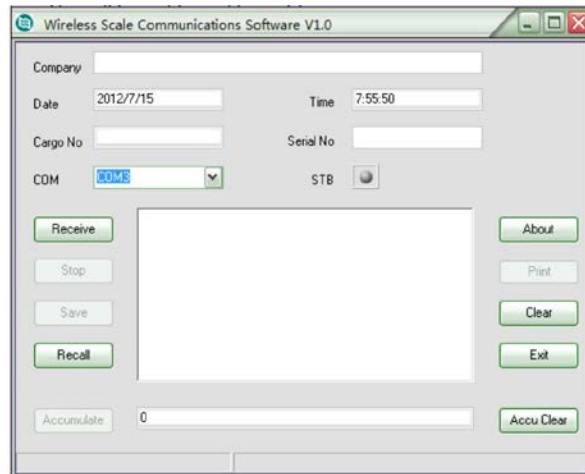 Wireless Scale Communications Software V1.0
Company
Date 2012/7/15 Time 7:55:50
Cargo No Serial No
COM COM3 STB
Receive About
Stop Print
Save Clear
Recall Exit
Accumulate 0 Accu Clear